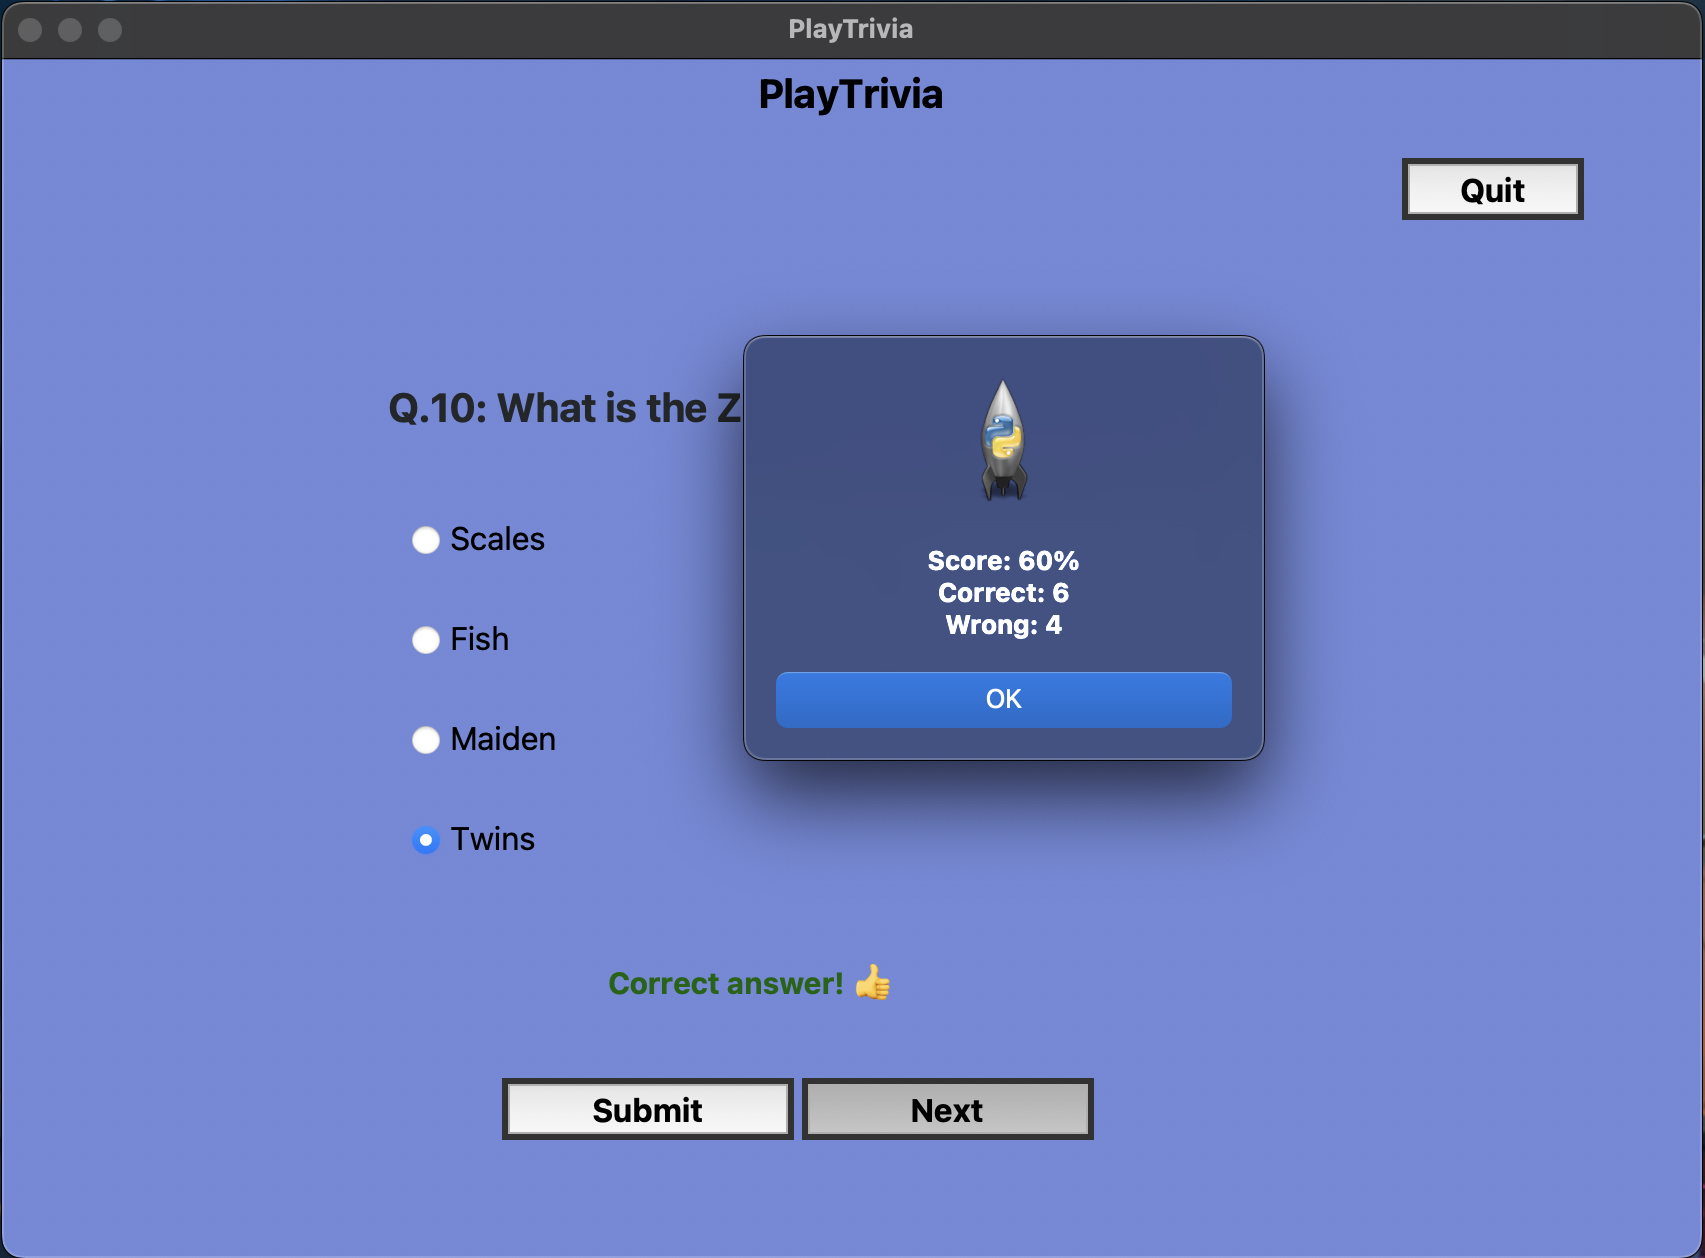 PlayTrivia
PlayTrivia
Quit
Q.10: What is the Z
Scales
Fish
Maiden
Twins
Score: 60%
Correct: 6
Wrong: 4
OK
Correct answer! 👍
Submit
Next